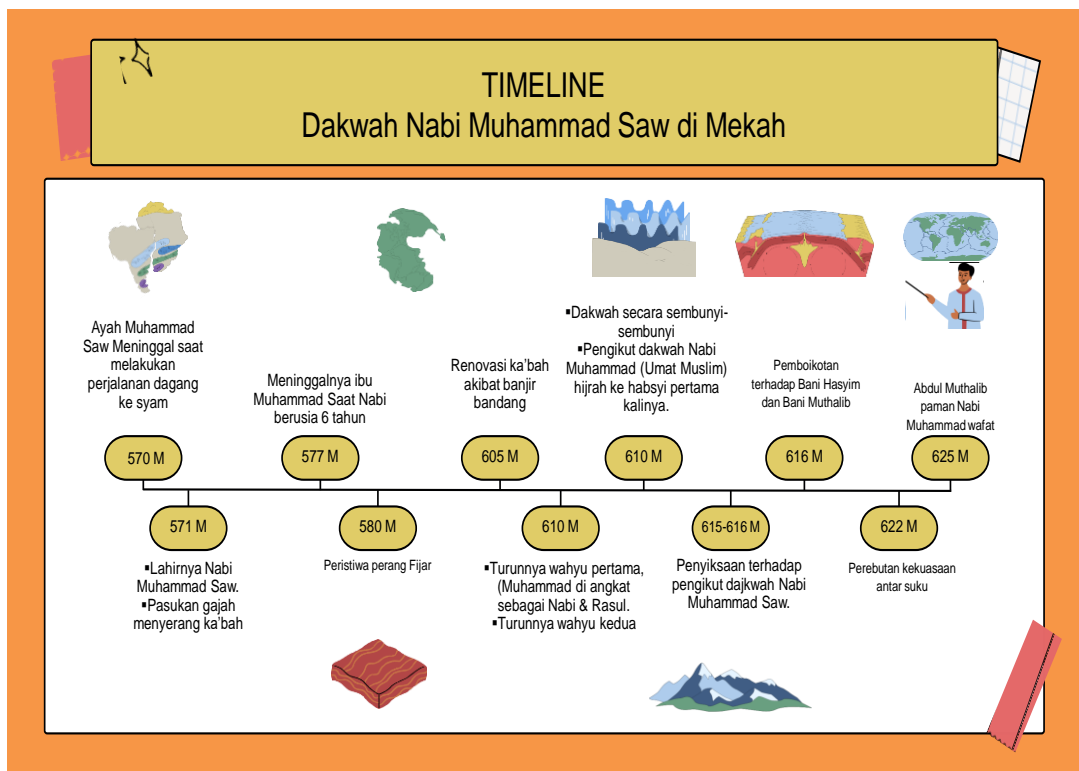 TIMELINE
Dakwah Nabi Muhammad Saw di Mekah
Ayah Muhammad
Saw Meninggal saat
melakukan
perjalanan dagang
ke syam
570 M
▪Lahirnya Nabi
Muhammad Saw.
▪Pasukan gajah
menyerang ka'bah
571 M
Meninggalnya ibu
Muhammad Saat Nabi
berusia 6 tahun
577 M
580 M
Peristiwa perang Fijar
Renovasi ka'bah
akibat banjir
bandang
605 M
610 M
▪Turunnya wahyu pertama,
(Muhammad di angkat
sebagai Nabi & Rasul.
▪Turunnya wahyu kedua
▪Dakwah secara sembunyi-
sembunyi
▪Pengikut dakwah Nabi
Muhammad (Umat Muslim)
hijrah ke habsyi pertama
kalinya.
610 M
615-616 M
Penyiksaan terhadap
pengikut dajkwah Nabi
Muhammad Saw.
Pemboikotan
terhadap Bani Hasyim
dan Bani Muthalib
616 M
622 M
Perebutan kekuasaan
antar suku
Abdul Muthalib
paman Nabi
Muhammad wafat
625 M